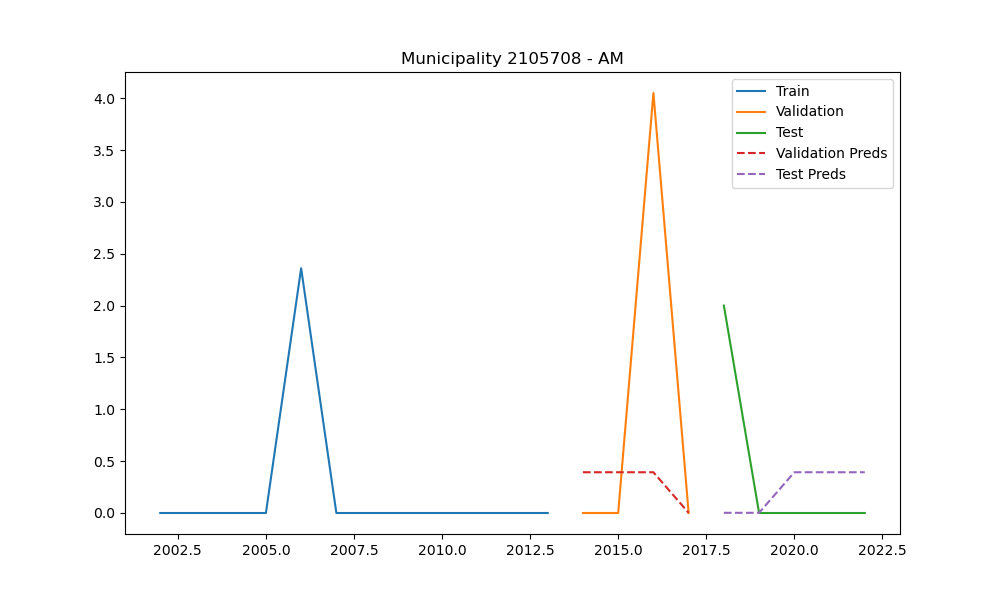 Municipality 2105708 - AM
Train
Validation
Test
Validation Preds
Test Preds
4.0
3.5
3.0
2.5
2.0
1.5
1.0
0.5
0.0
2002.5 2005.0 2007.5 2010.0 2012.5 2015.0 2017.5 2020.0 2022.5